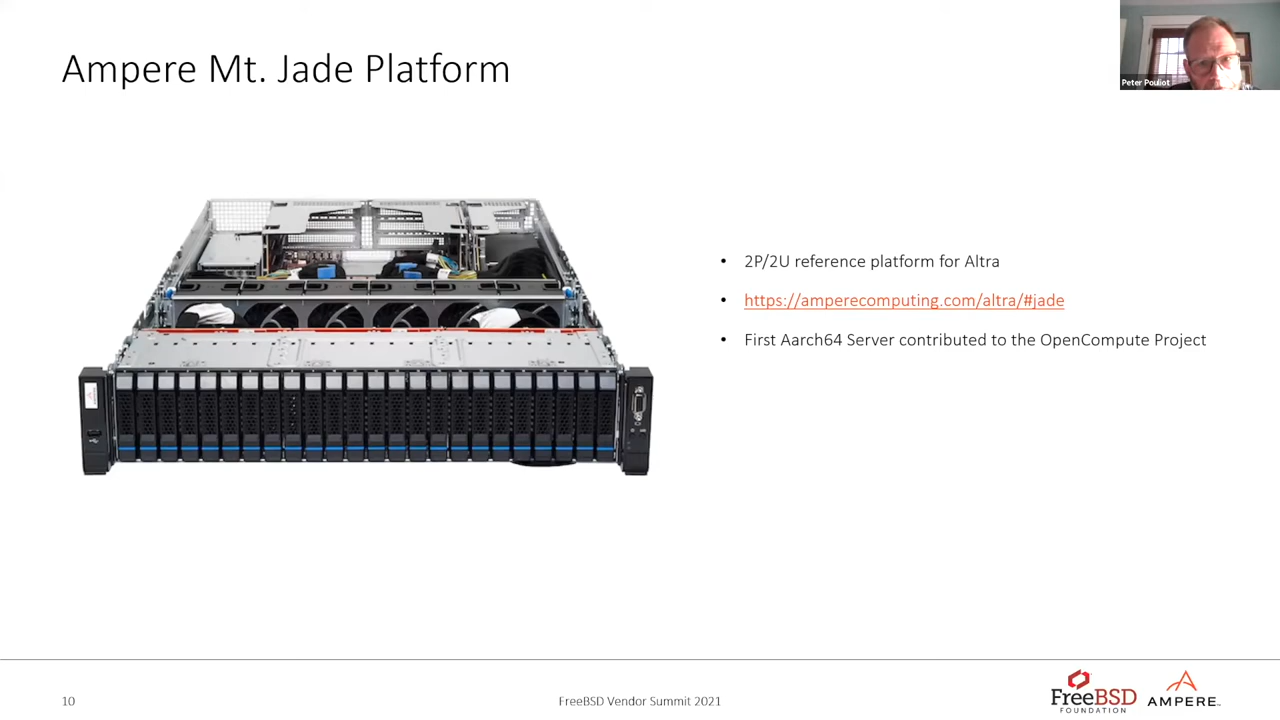 Ampere Mt. Jade Platform
Peter Pouliot
• 2P/2U reference platform for Altra
• https://amperecomputing.com/altra/#jade
• First Aarch64 Server contributed to the OpenCompute Project
10
FreeBSD Vendor Summit 2021
FreeBSD
FOUNDATION
AMPERE